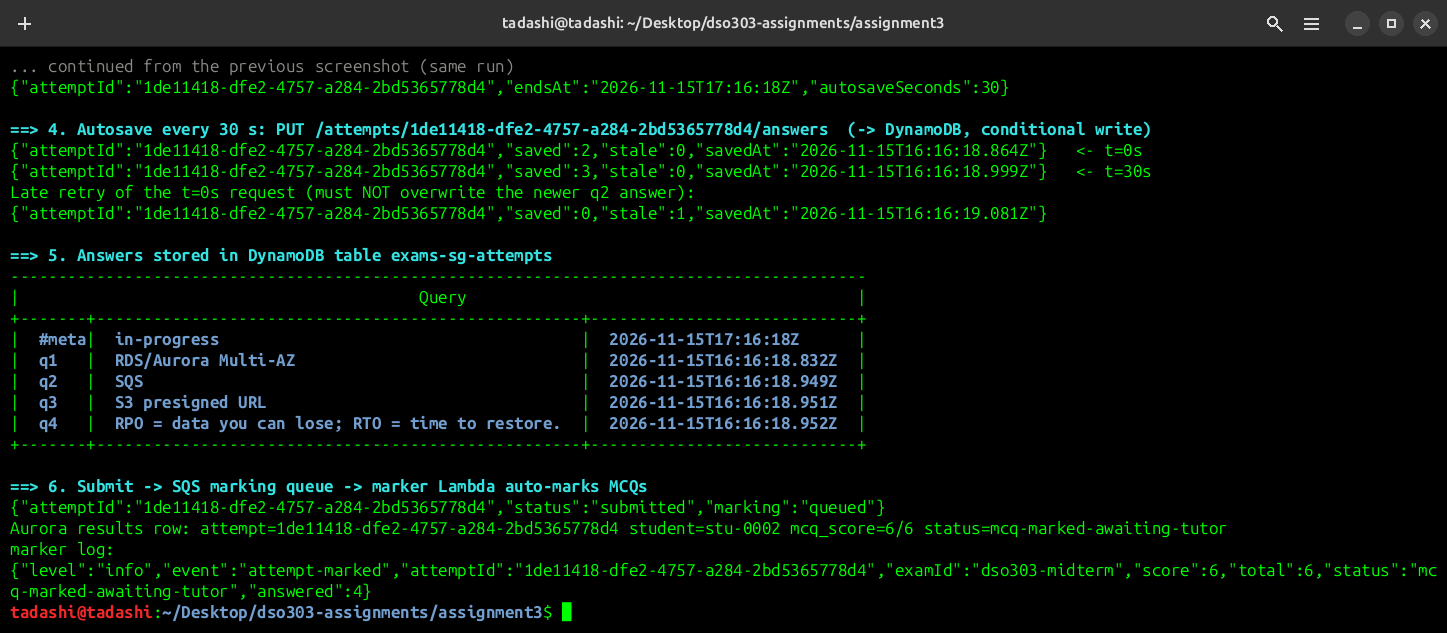 tadashi@tadashi: ~/Desktop/dso303-assignments/assignment3
... continued from the previous screenshot (same run)
{"attemptId":"1de11418-dfe2-4757-a284-2bd5365778d4","endsAt":"2026-11-15T17:16:18Z","autosaveSeconds":30}
==> 4. Autosave every 30 s: PUT /attempts/1de11418-dfe2-4757-a284-2bd5365778d4/answers  (-> DynamoDB, conditional write)
{"attemptId":"1de11418-dfe2-4757-a284-2bd5365778d4","saved":2,"stale":0,"savedAt":"2026-11-15T16:16:18.864Z"}   <- t=0s
{"attemptId":"1de11418-dfe2-4757-a284-2bd5365778d4","saved":3,"stale":0,"savedAt":"2026-11-15T16:16:18.999Z"}   <- t=30s
Late retry of the t=0s request (must NOT overwrite the newer q2 answer):
{"attemptId":"1de11418-dfe2-4757-a284-2bd5365778d4","saved":0,"stale":1,"savedAt":"2026-11-15T16:16:19.081Z"}
==> 5. Answers stored in DynamoDB table exams-sg-attempts
------------------------------------------------------------------------------------------
|                                          Query                                         |
+-------+----------------------------------------------------+----------------------------+
|  #meta|  in-progress                                       |  2026-11-15T17:16:18Z      |
|  q1   |  RDS/Aurora Multi-AZ                               |  2026-11-15T16:16:18.832Z  |
|  q2   |  SQS                                               |  2026-11-15T16:16:18.949Z  |
|  q3   |  S3 presigned URL                                  |  2026-11-15T16:16:18.951Z  |
|  q4   |  RPO = data you can lose; RTO = time to restore.   |  2026-11-15T16:16:18.952Z  |
+-------+----------------------------------------------------+----------------------------+
==> 6. Submit -> SQS marking queue -> marker Lambda auto-marks MCQs
{"attemptId":"1de11418-dfe2-4757-a284-2bd5365778d4","status":"submitted","marking":"queued"}
Aurora results row: attempt=1de11418-dfe2-4757-a284-2bd5365778d4 student=stu-0002 mcq_score=6/6 status=mcq-marked-awaiting-tutor
marker log:
{"level":"info","event":"attempt-marked","attemptId":"1de11418-dfe2-4757-a284-2bd5365778d4","examId":"dso303-midterm","score":6,"total":6,"status":"mc
q-marked-awaiting-tutor","answered":4}
tadashi@tadashi:~/Desktop/dso303-assignments/assignment3$